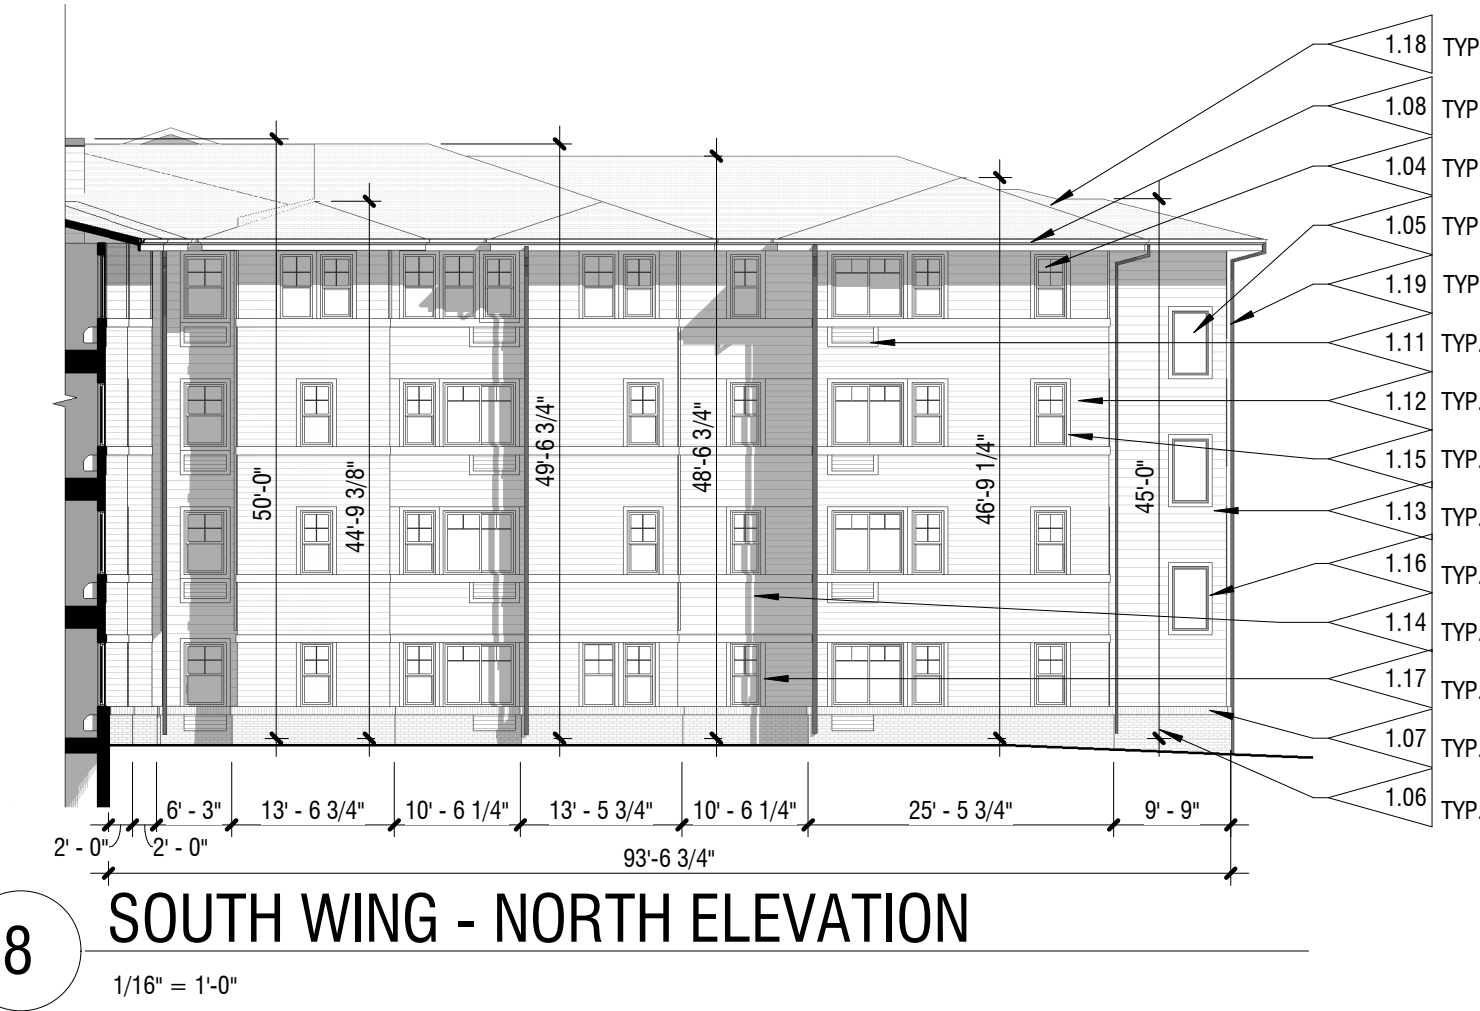 1.18 TYP
1.08 TYP.
1.04 TYP
1.05 TYP
1.19 TYP
1.11 TYP.
1.12 TYP.
1.15 TYP.
1.13 TYP.
1.16 TYP.
1.14 TYP.
1.17 TYP.
1.07 TYP.
1.06 TYP.
50'-0"
44'-9 3/8"
49'-6 3/4"
48'-6 3/4"
46'-9 1/4"
45'-0"
6' - 3" 13' - 6 3/4" 10' - 6 1/4" 13' - 5 3/4" 10' - 6 1/4" 25' - 5 3/4" 9' - 9"
2' - 0" 2' - 0"
93'-6 3/4"
8 SOUTH WING - NORTH ELEVATION
1/16" = 1'-0"